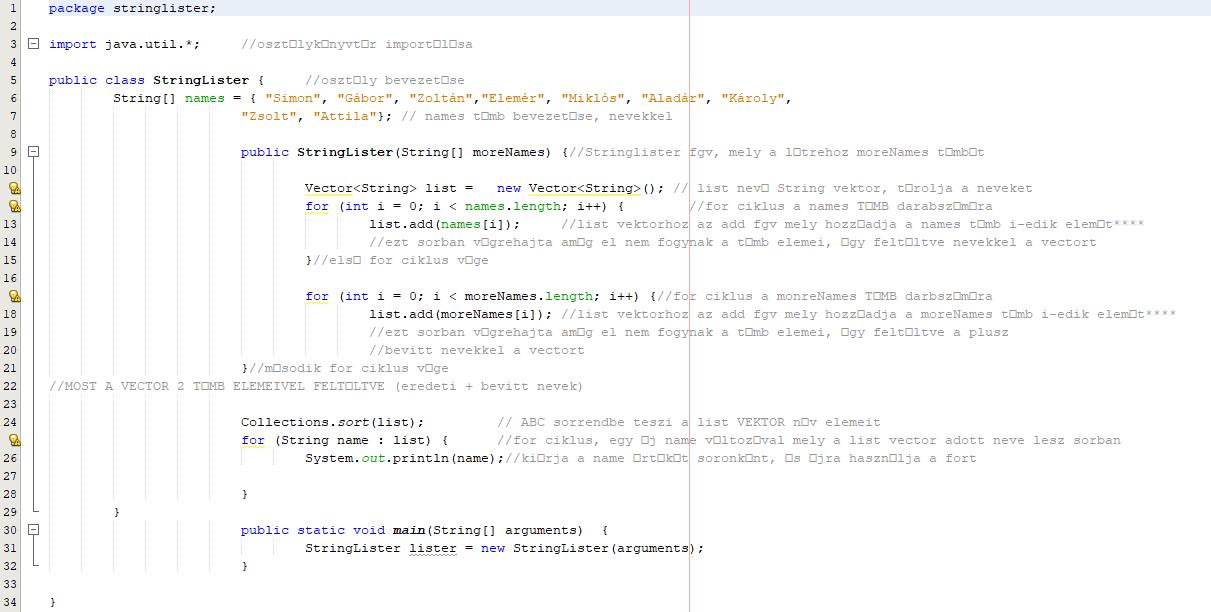 1 package stringlister;
2
3 import java.util.*; //oszt□lyk□nyvt□r import□l□sa
4
5 public class StringLister { //oszt□ly bevezet□se
6 String[] names = { "Simon", "Gábor", "Zoltán","Elemér", "Miklós", "Aladár", "Károly",
7 "Zsolt", "Attila"}; // names t□mb bevezet□se, nevekkel
8
9 public StringLister(String[] moreNames) {//Stringlister fgv, mely a l□trehoz moreNames t□mb□t
10
Vector<String> list = new Vector<String>(); // list nev□ String vektor, t□rolja a neveket
for (int i = 0; i < names.length; i++) { //for ciklus a names T□MB darabsz□m□ra
13 list.add(names[i]); //list vektorhoz az add fgv mely hozz□adja a names t□mb i-edik elem□t****
14 //ezt sorban v□grehajta am□g el nem fogynak a t□mb elemei, □gy felt□ltve nevekkel a vectort
15 }//els□ for ciklus v□ge
16
for (int i = 0; i < moreNames.length; i++) {//for ciklus a monreNames T□MB darbsz□m□ra
18 list.add(moreNames[i]); //list vektorhoz az add fgv mely hozz□adja a moreNames t□mb i-edik elem□t****
19 //ezt sorban v□grehajta am□g el nem fogynak a t□mb elemei, □gy felt□ltve a plusz
20 //bevitt nevekkel a vectort
21 }//m□sodik for ciklus v□ge
22 //MOST A VECTOR 2 T□MB ELEMEIVEL FELT□LTVE (eredeti + bevitt nevek)
23
24 Collections.sort(list); // ABC sorrendbe teszi a list VEKTOR n□v elemeit
for (String name : list) { //for ciklus, egy □j name v□ltoz□val mely a list vector adott neve lesz sorban
26 System.out.println(name);//ki□rja a name □rt□k□t soronk□nt, □s □jra haszn□lja a fort
27
28 }
29 }
30 public static void main(String[] arguments) {
31 StringLister lister = new StringLister(arguments);
32 }
33
34 }